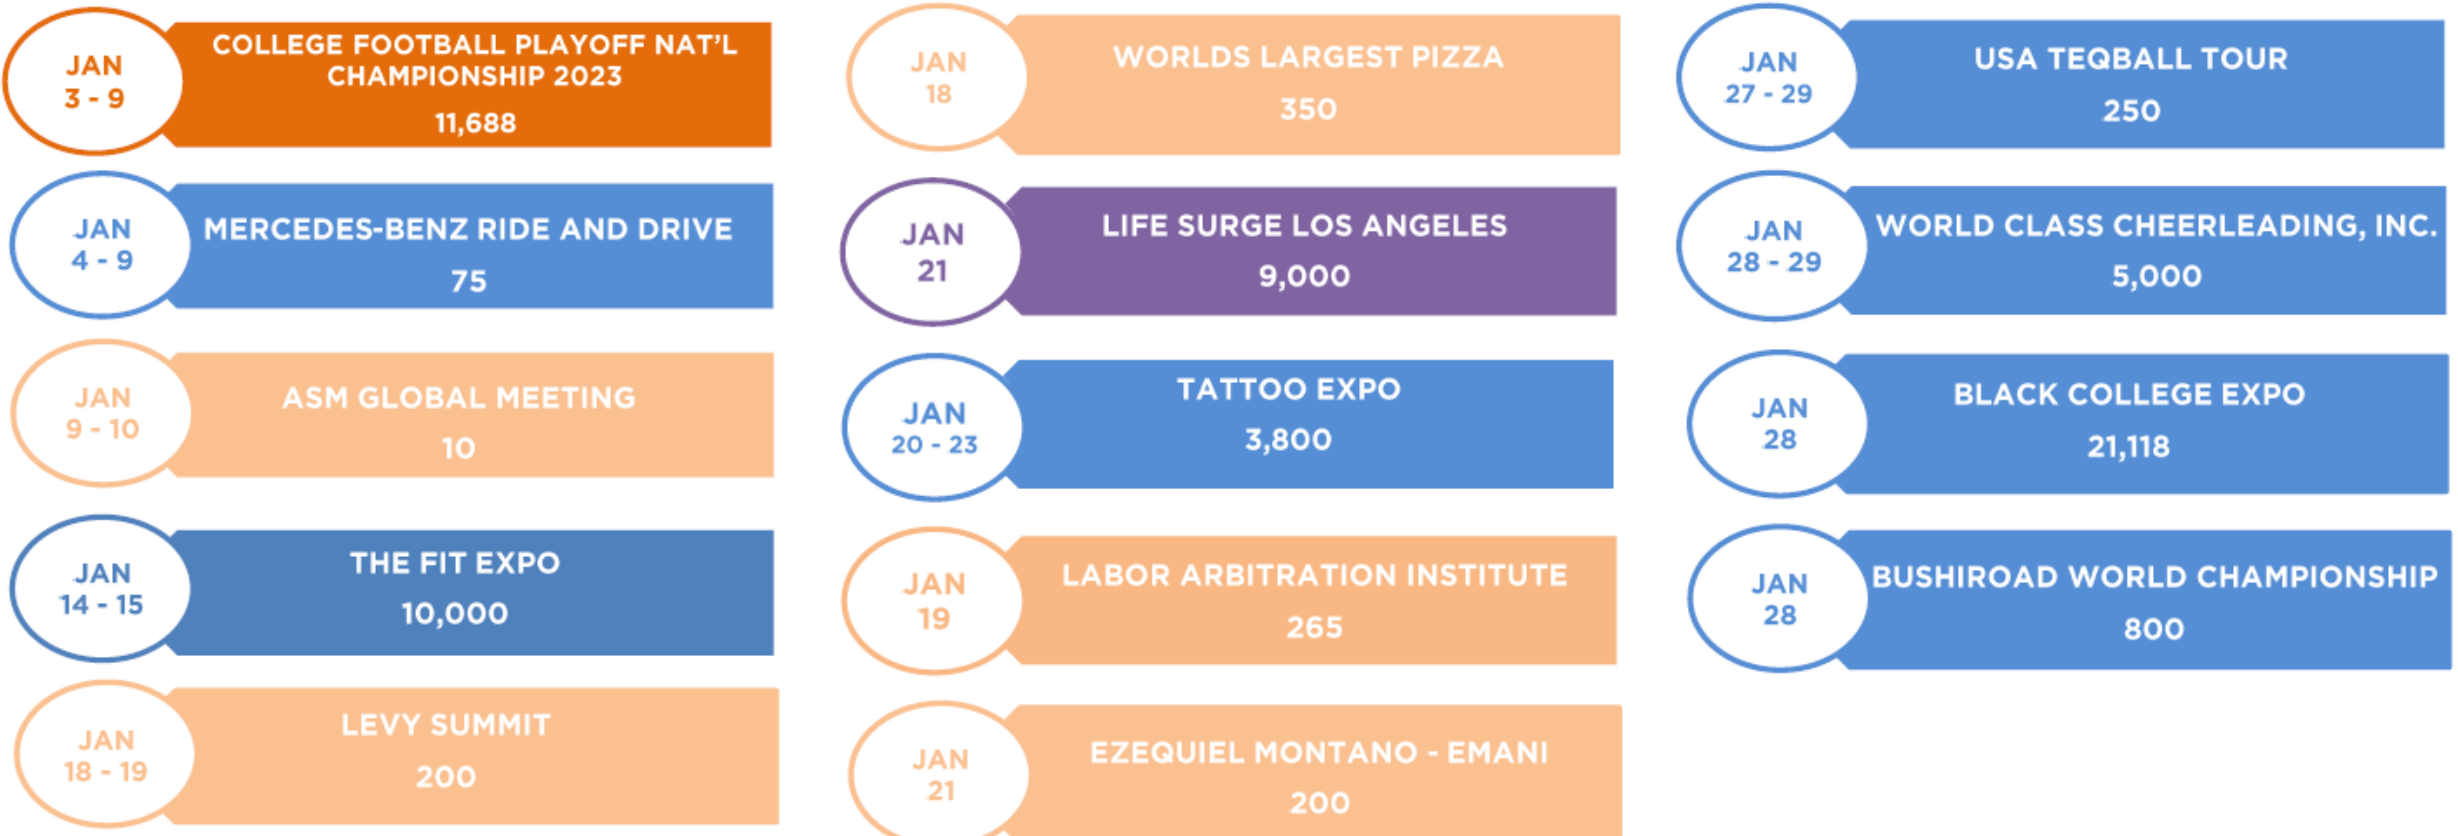 JAN
3 - 9
COLLEGE FOOTBALL PLAYOFF NAT'L
CHAMPIONSHIP 2023
11,688
JAN
4 - 9
MERCEDES-BENZ RIDE AND DRIVE
75
JAN
9 - 10
ASM GLOBAL MEETING
10
JAN
14 - 15
THE FIT EXPO
10,000
JAN
18 - 19
LEVY SUMMIT
200
JAN
18
WORLDS LARGEST PIZZA
350
JAN
21
LIFE SURGE LOS ANGELES
9,000
JAN
20 - 23
TATTOO EXPO
3,800
JAN
19
LABOR ARBITRATION INSTITUTE
265
JAN
21
EZEQUIEL MONTANO - EMANI
200
JAN
27 - 29
USA TEQBALL TOUR
250
JAN
28 - 29
WORLD CLASS CHEERLEADING, INC.
5,000
JAN
28
BLACK COLLEGE EXPO
21,118
JAN
28
BUSHIROAD WORLD CHAMPIONSHIP
800